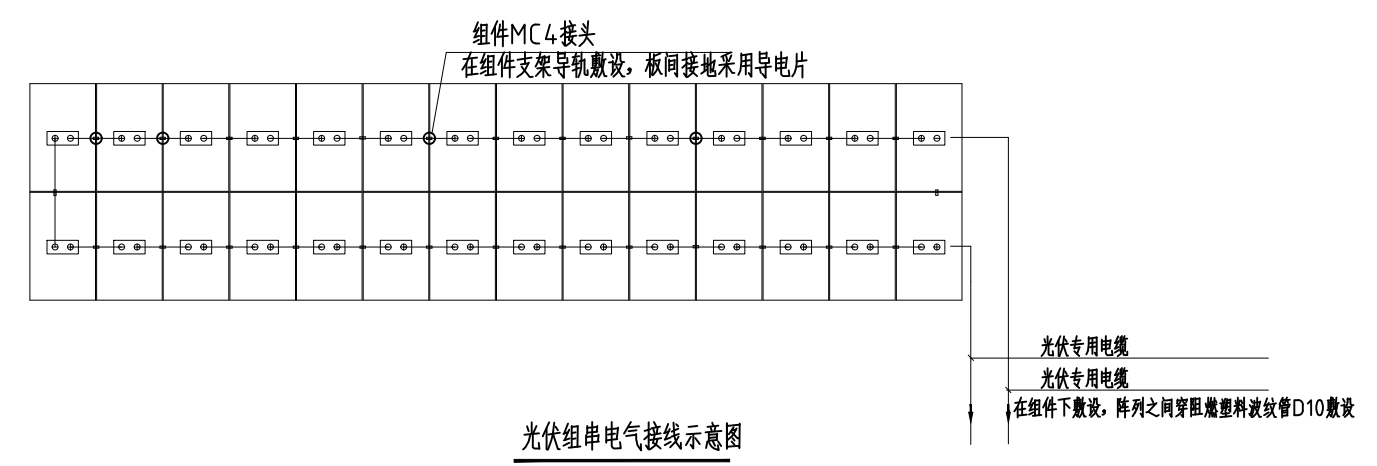 组件MC4接头
在组件支架导轨敷设，板间接地采用导电片
光伏专用电缆
光伏专用电缆
在组件下敷设，阵列之间穿阻燃塑料波纹管D10敷设
光伏组串电气接线示意图